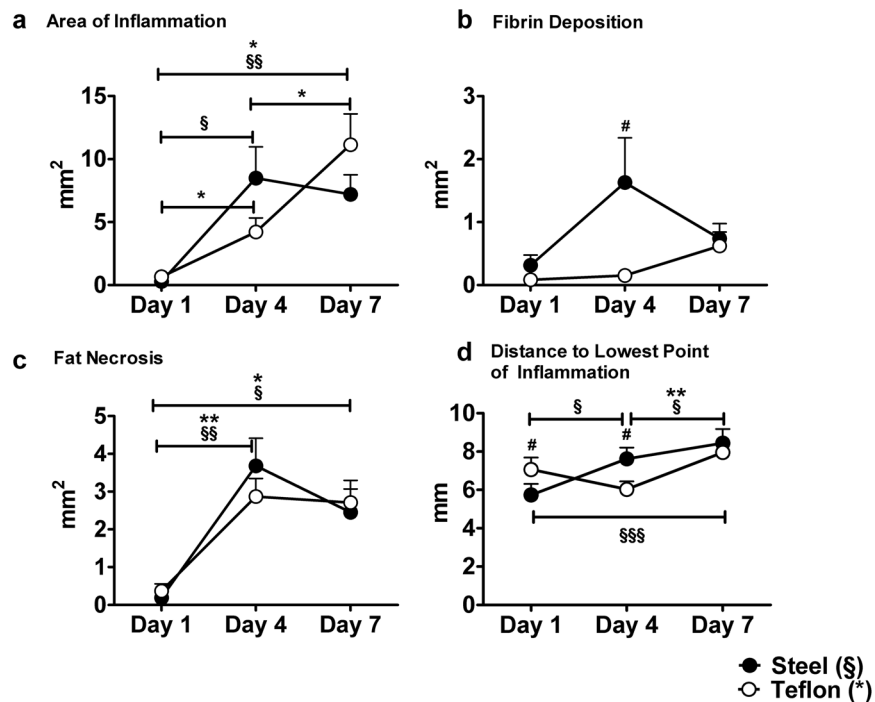 a Area of Inflammation
*
§§
*
§
*
15
10
5
0
mm2
Day 1 Day 4 Day 7
b Fibrin Deposition
#
3
2
1
0
mm2
Day 1 Day 4 Day 7
c Fat Necrosis
*
§
**
§§
5
4
3
2
1
0
mm2
Day 1 Day 4 Day 7
d Distance to Lowest Point
of Inflammation
**
§ §
# #
§§§
10
8
6
4
2
0
mm
Day 1 Day 4 Day 7
Steel (§)
Teflon (*)